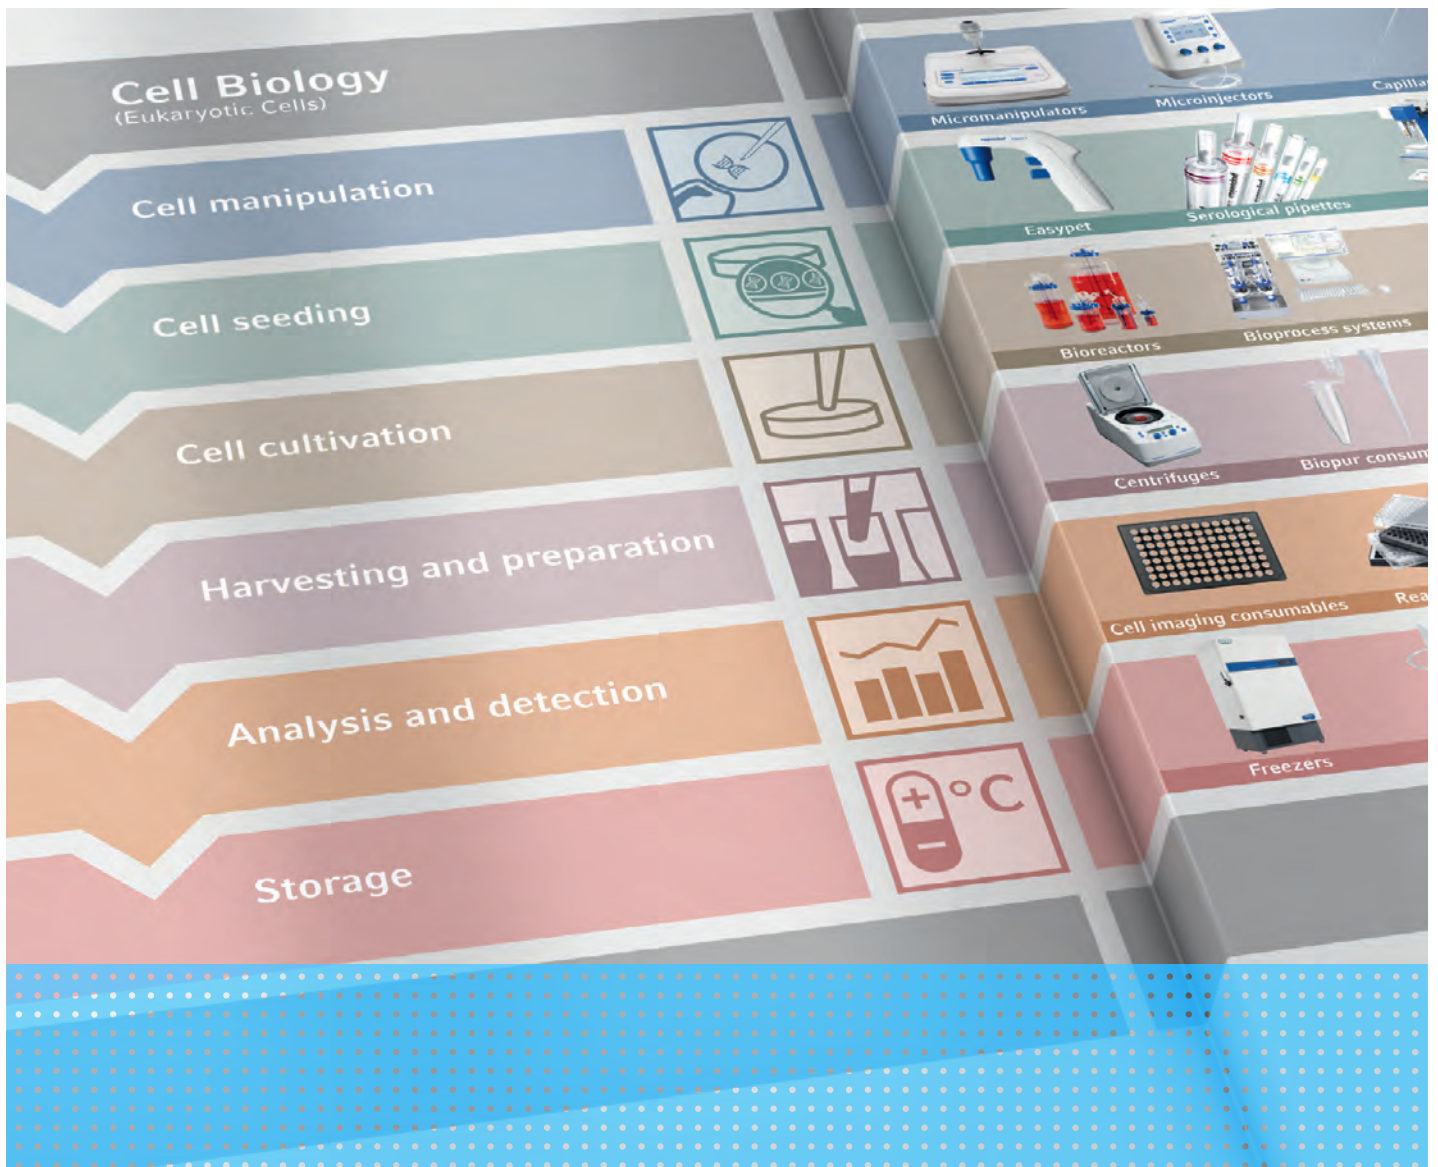 Cell Biology
(Eukaryotic Cells)
Cell manipulation
Cell seeding
Cell cultivation
Harvesting and preparation
Analysis and detection
Storage
°C
Micromanipulators
Microinjectors
Easypet
Serological pipettes
Bioreactors
Bioprocess systems
Centrifuges
Biopur
Cell imaging consumables
Freezers